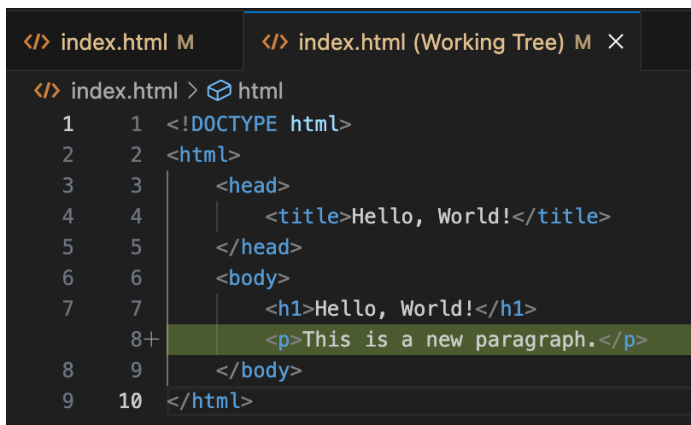 </> index.html M </> index.html (Working Tree) M ×
</> index.html > html
1 1 <!DOCTYPE html>
2 2 <html>
3 3 <head>
4 4 <title>Hello, World!</title>
5 5 </head>
6 6 <body>
7 7 <h1>Hello, World!</h1>
8+ <p>This is a new paragraph.</p>
8 9 </body>
9 10 </html>